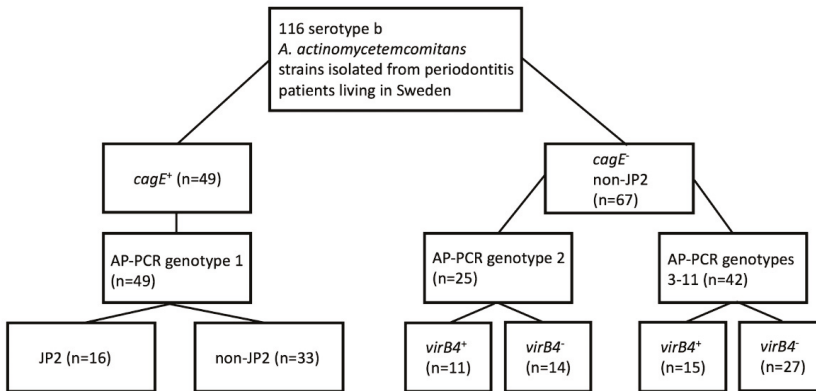 116 serotype b
A. actinomycetemcomitans
strains isolated from periodontitis
patients living in Sweden
cagE⁺ (n=49)
cagE⁻
non-JP2
(n=67)
AP-PCR genotype 1
(n=49)
AP-PCR genotype 2
(n=25)
AP-PCR genotypes
3-11 (n=42)
JP2 (n=16)
non-JP2 (n=33)
virB4⁺
(n=11)
virB4⁻
(n=14)
virB4⁺
(n=15)
virB4⁻
(n=27)